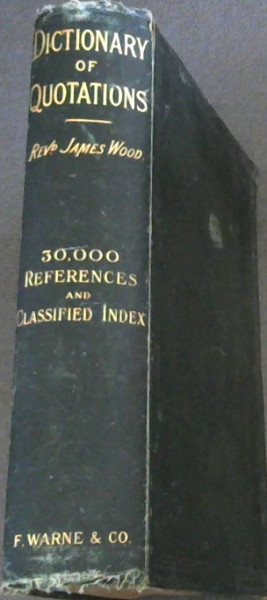 DICTIONARY
OF
QUOTATIONS
REVD JAMES WOOD.
30,000
REFERENCES
AND
CLASSIFIED INDEX
F. WARNE & CO.